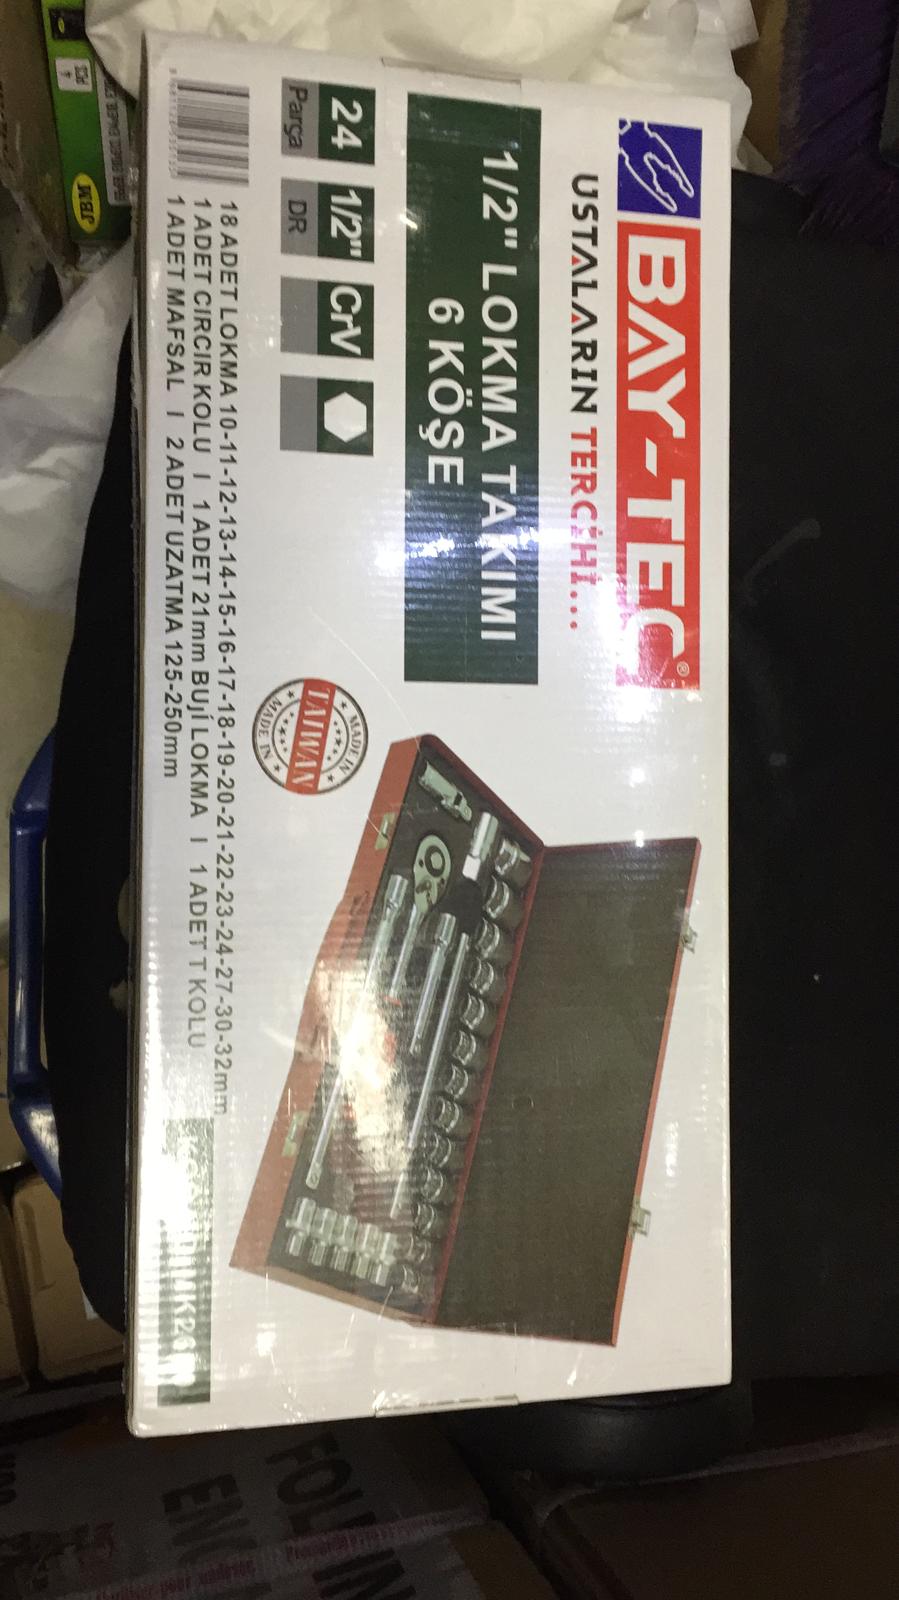 BAY-TEC®
USTALARIN TERCİHİ...
1/2" LOKMA TAKIMI
6 KÖŞE
24 1/2" CrV
Parça DR
MADE IN
TAIWAN
MADE IN
18 ADET LOKMA 10-11-12-13-14-15-16-17-18-19-20-21-22-23-24-27-30-32mm
1 ADET CIRCIR KOLU I 1 ADET 21mm BUJİ LOKMA I 1 ADET T KOLU
1 ADET MAFSAL I 2 ADET UZATMA 125-250mm
JBM